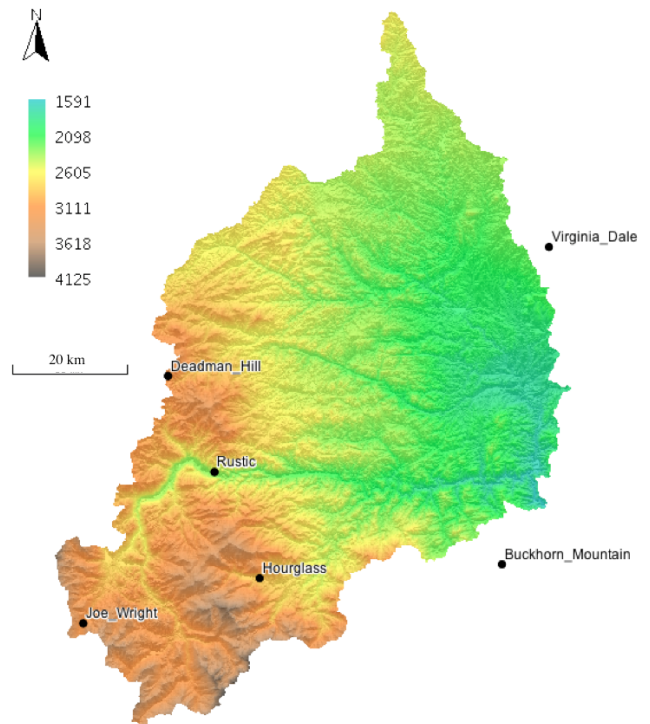 N
1591
2098
2605
3111
3618
4125
Virginia_Dale
20 km
Deadman_Hill
Rustic
Buckhorn_Mountain
Hourglass
Joe_Wright